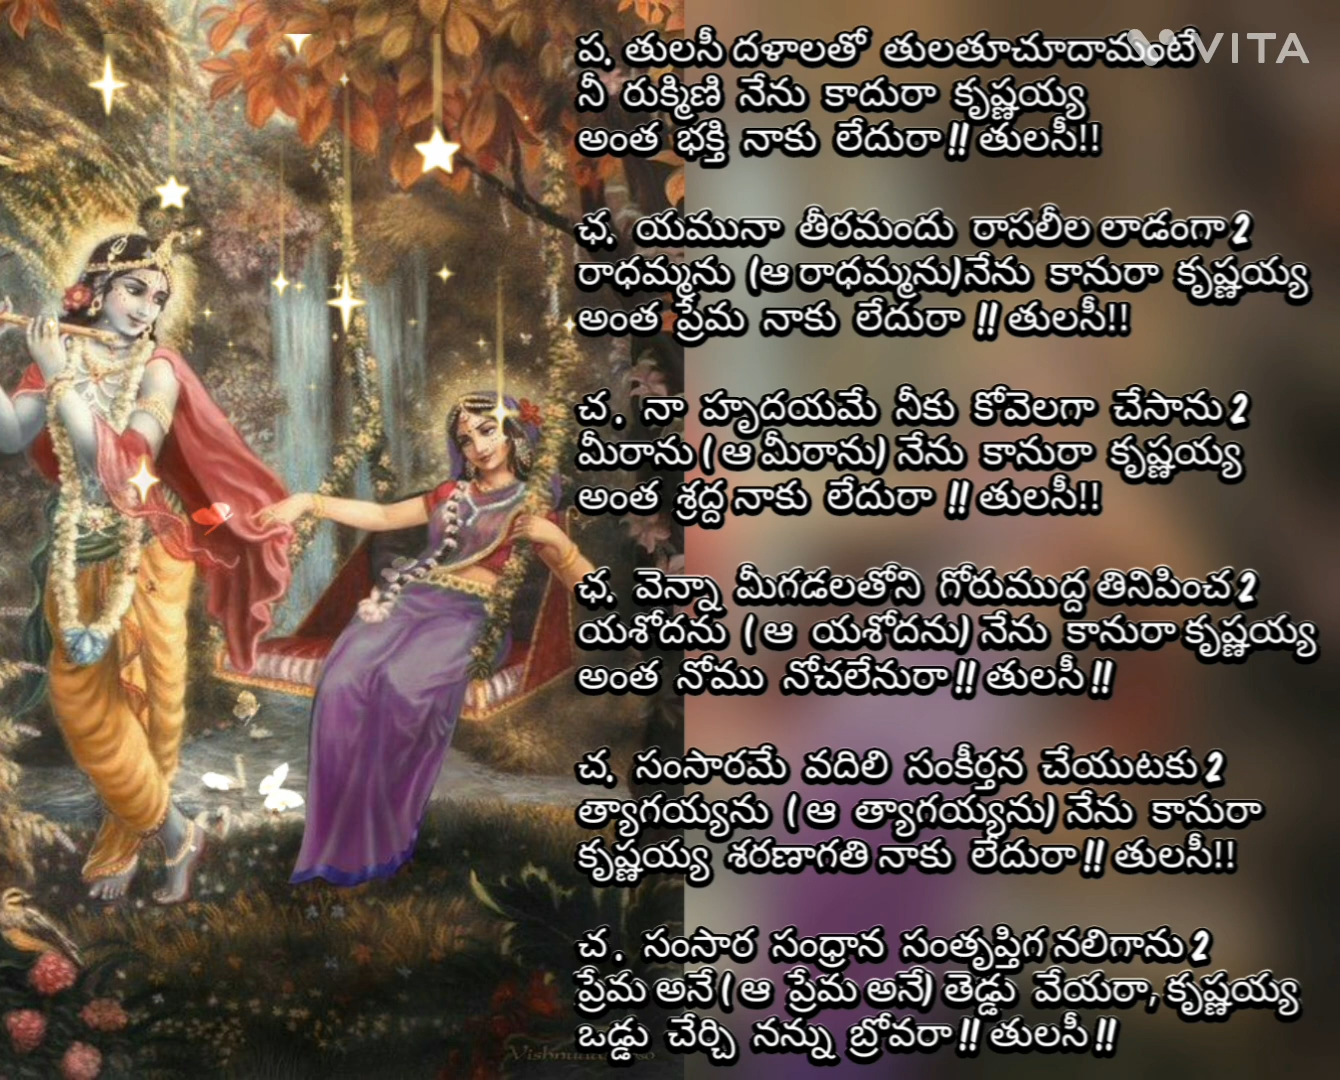 ప. తులసీ దళాలతో తులతూచూదామంటే
VITA
నీ రుక్మిణి నేను కాదురా కృష్ణయ్య
అంత భక్తి నాకు లేదురా!! తులసీ!!
ఛ. యమునా తీరమందు రాసలీల లాడంగా 2
రాధమ్మను (ఆ రాధమ్మను) నేను కానురా కృష్ణయ్య
అంత ప్రేమ నాకు లేదురా !! తులసీ!!
చ . నా హృదయమే నీకు కోవెలగా చేసాను 2
మీరాను ( ఆ మీరాను) నేను కానురా కృష్ణయ్య
అంత శ్రద్ద నాకు లేదురా !! తులసీ!!
ఛ. వెన్నా మీగడలతోని గోరుముద్ద తినిపించ 2
యశోదను ( ఆ యశోదను) నేను కానురా కృష్ణయ్య
అంత నోము నోచలేనురా!! తులసీ !!
చ. సంసారమే వదిలి సంకీర్తన చేయుటకు 2
త్యాగయ్యను ( ఆ త్యాగయ్యను) నేను కానురా
కృష్ణయ్య శరణాగతి నాకు లేదురా!! తులసీ!!
చ . సంసార సంధ్రాన సంతృప్తిగ నలిగాను 2
ప్రేమ అనే ( ఆ ప్రేమ అనే) తెడ్డు వేయరా, కృష్ణయ్య
ఒడ్డు చేర్చి నన్ను బ్రోవరా!! తులసీ !!